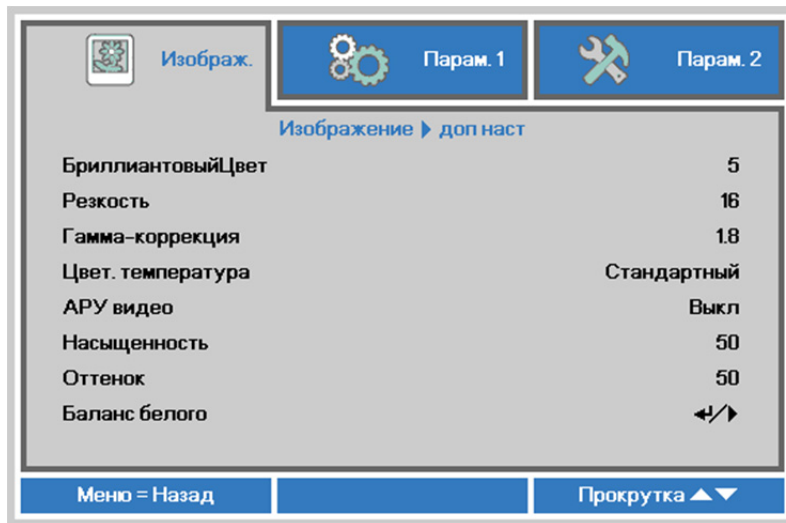 Изображ. Парам. 1 Парам. 2
Изображение ▶ доп наст
БриллиантовыйЦвет 5
Резкость 16
Гамма-коррекция 1.8
Цвет. температура Стандартный
АРУ видео Выкл
Насыщенность 50
Оттенок 50
Баланс белого ↵/▶
Меню = Назад Прокрутка ▲▼